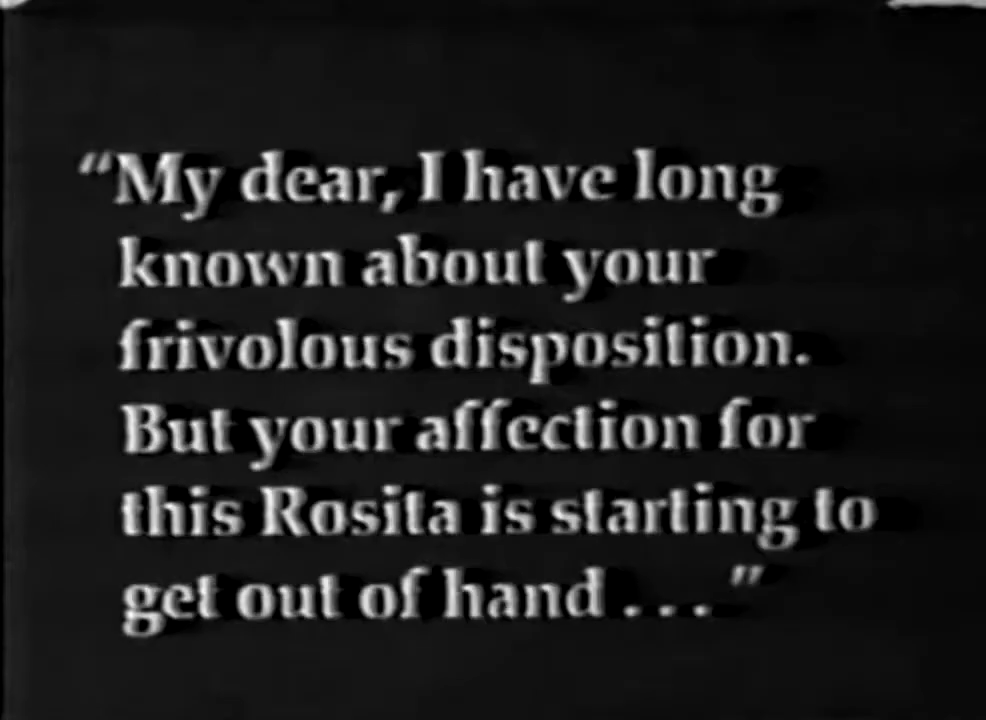 “My dear, I have long
known about your
frivolous disposition.
But your affection for
this Rosita is starting to
get out of hand . . . ”